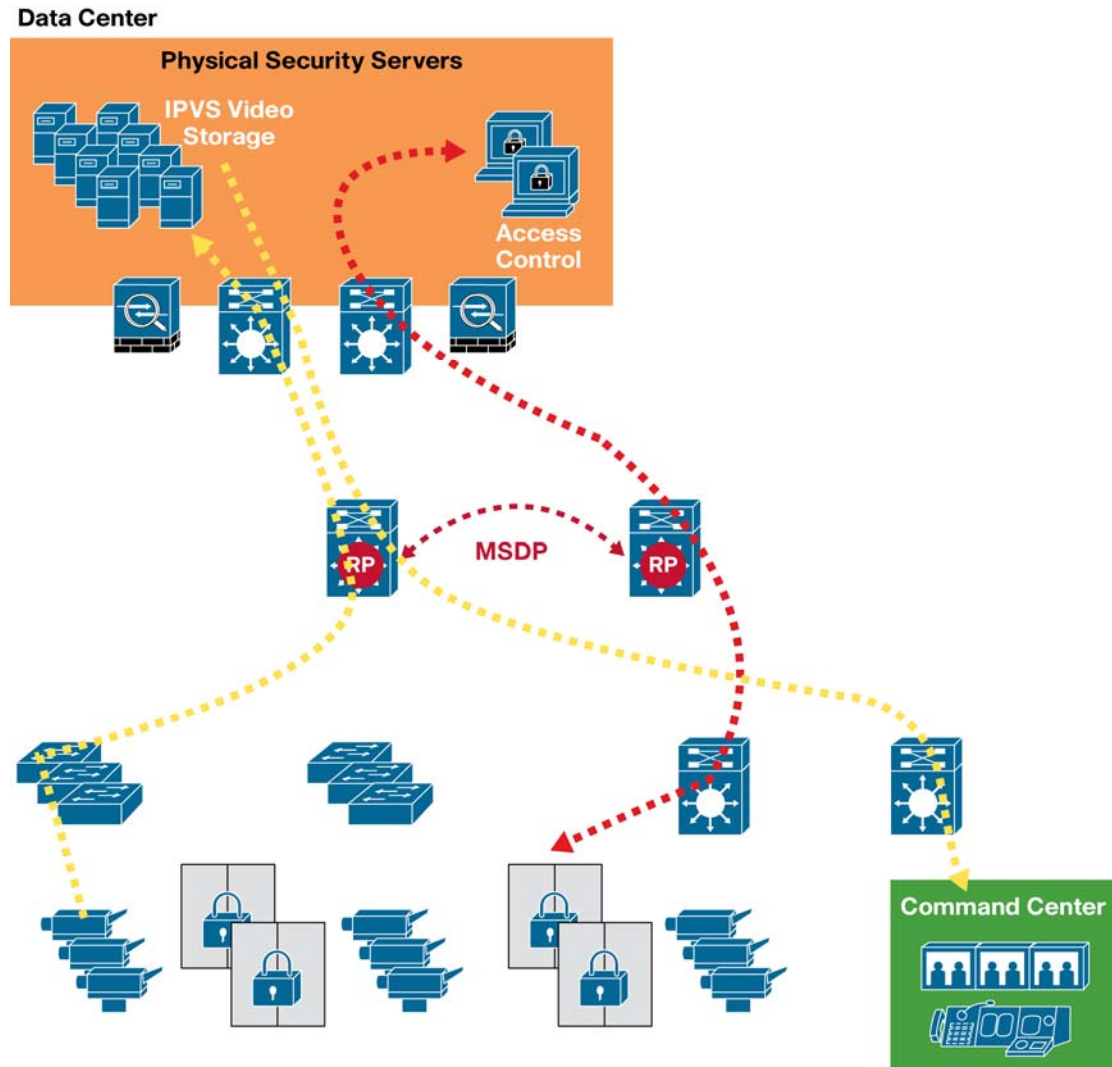 Data Center
Physical Security Servers
IPVS Video
Storage
Access
Control
RP
MSDP
RP
Command Center